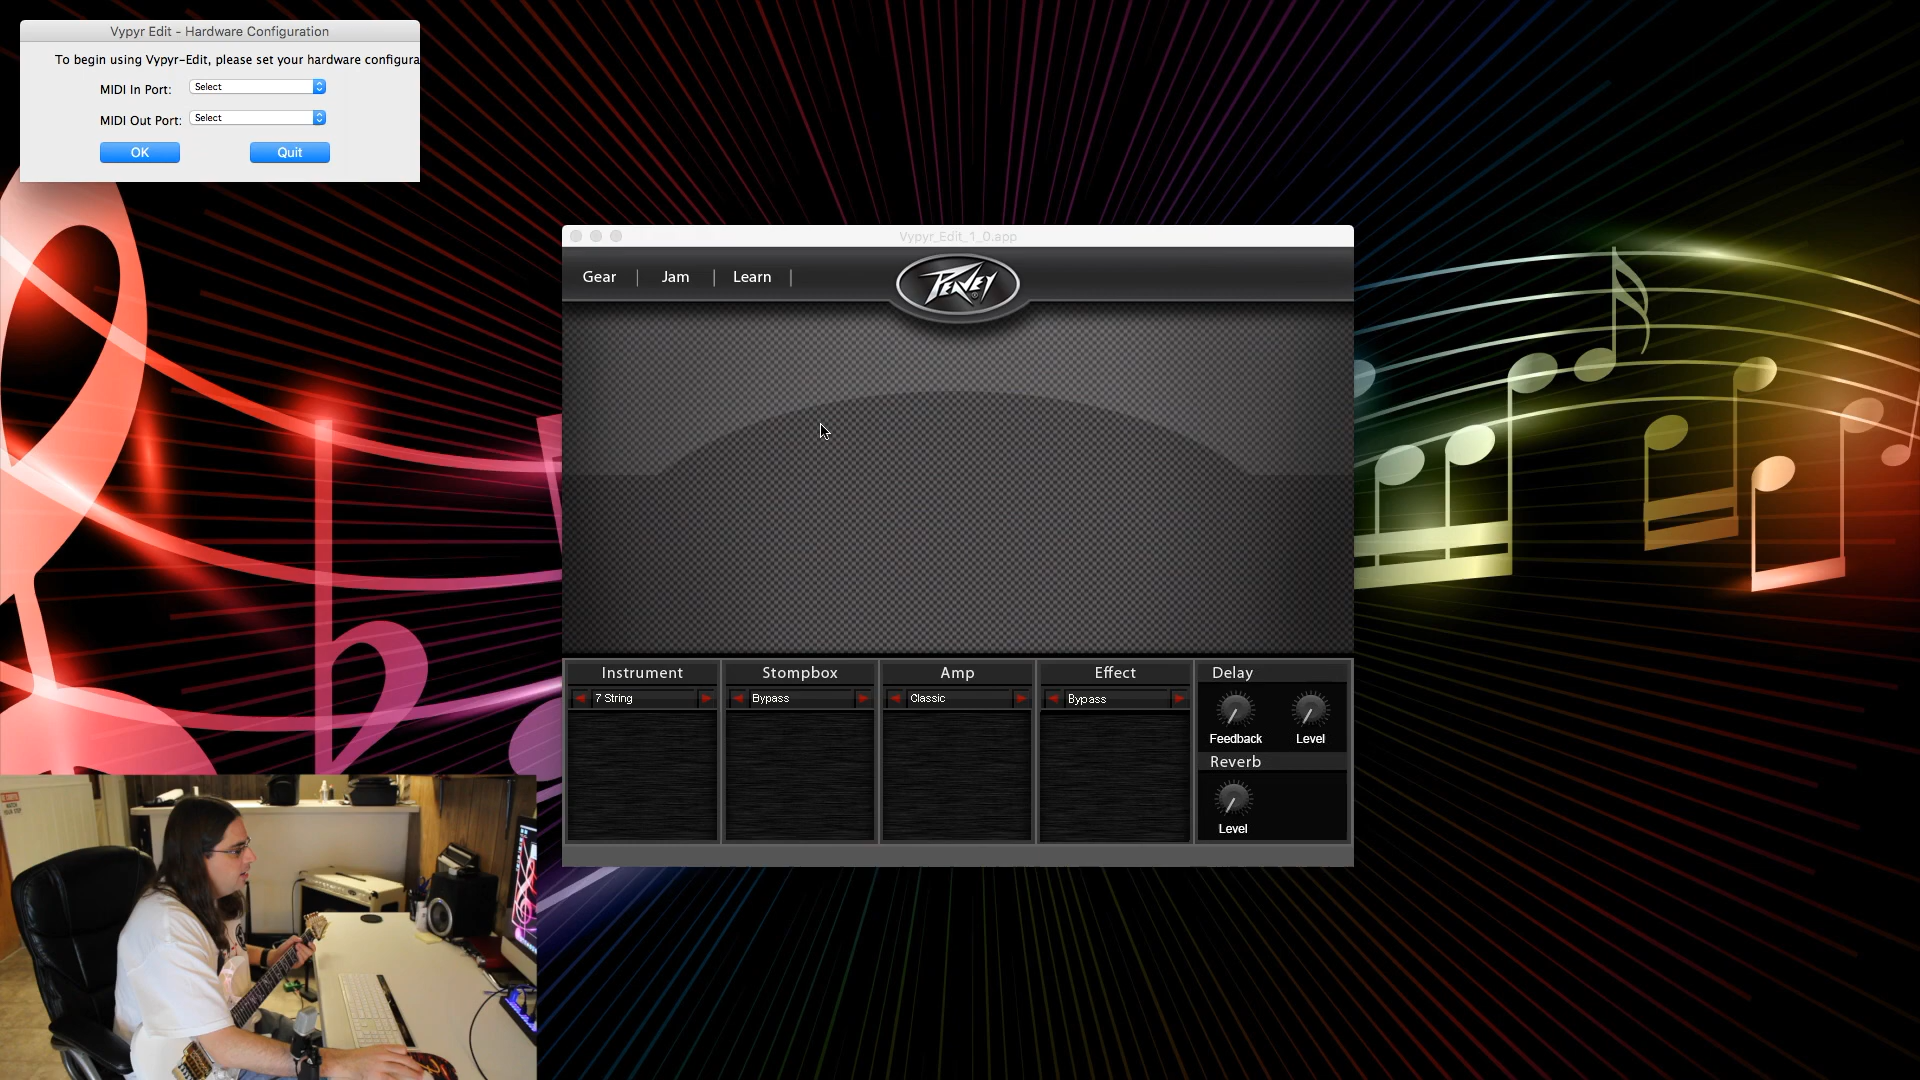 Vypyr Edit - Hardware Configuration
To begin using Vypyr-Edit, please set your hardware configura
MIDI In Port: Select
MIDI Out Port: Select
OK Quit
Vypyr_Edit_1_0.app
Gear | Jam | Learn |
PEAVEY®
Instrument Stompbox Amp Effect Delay
7 String Bypass Classic Bypass
Feedback Level
Reverb
Level